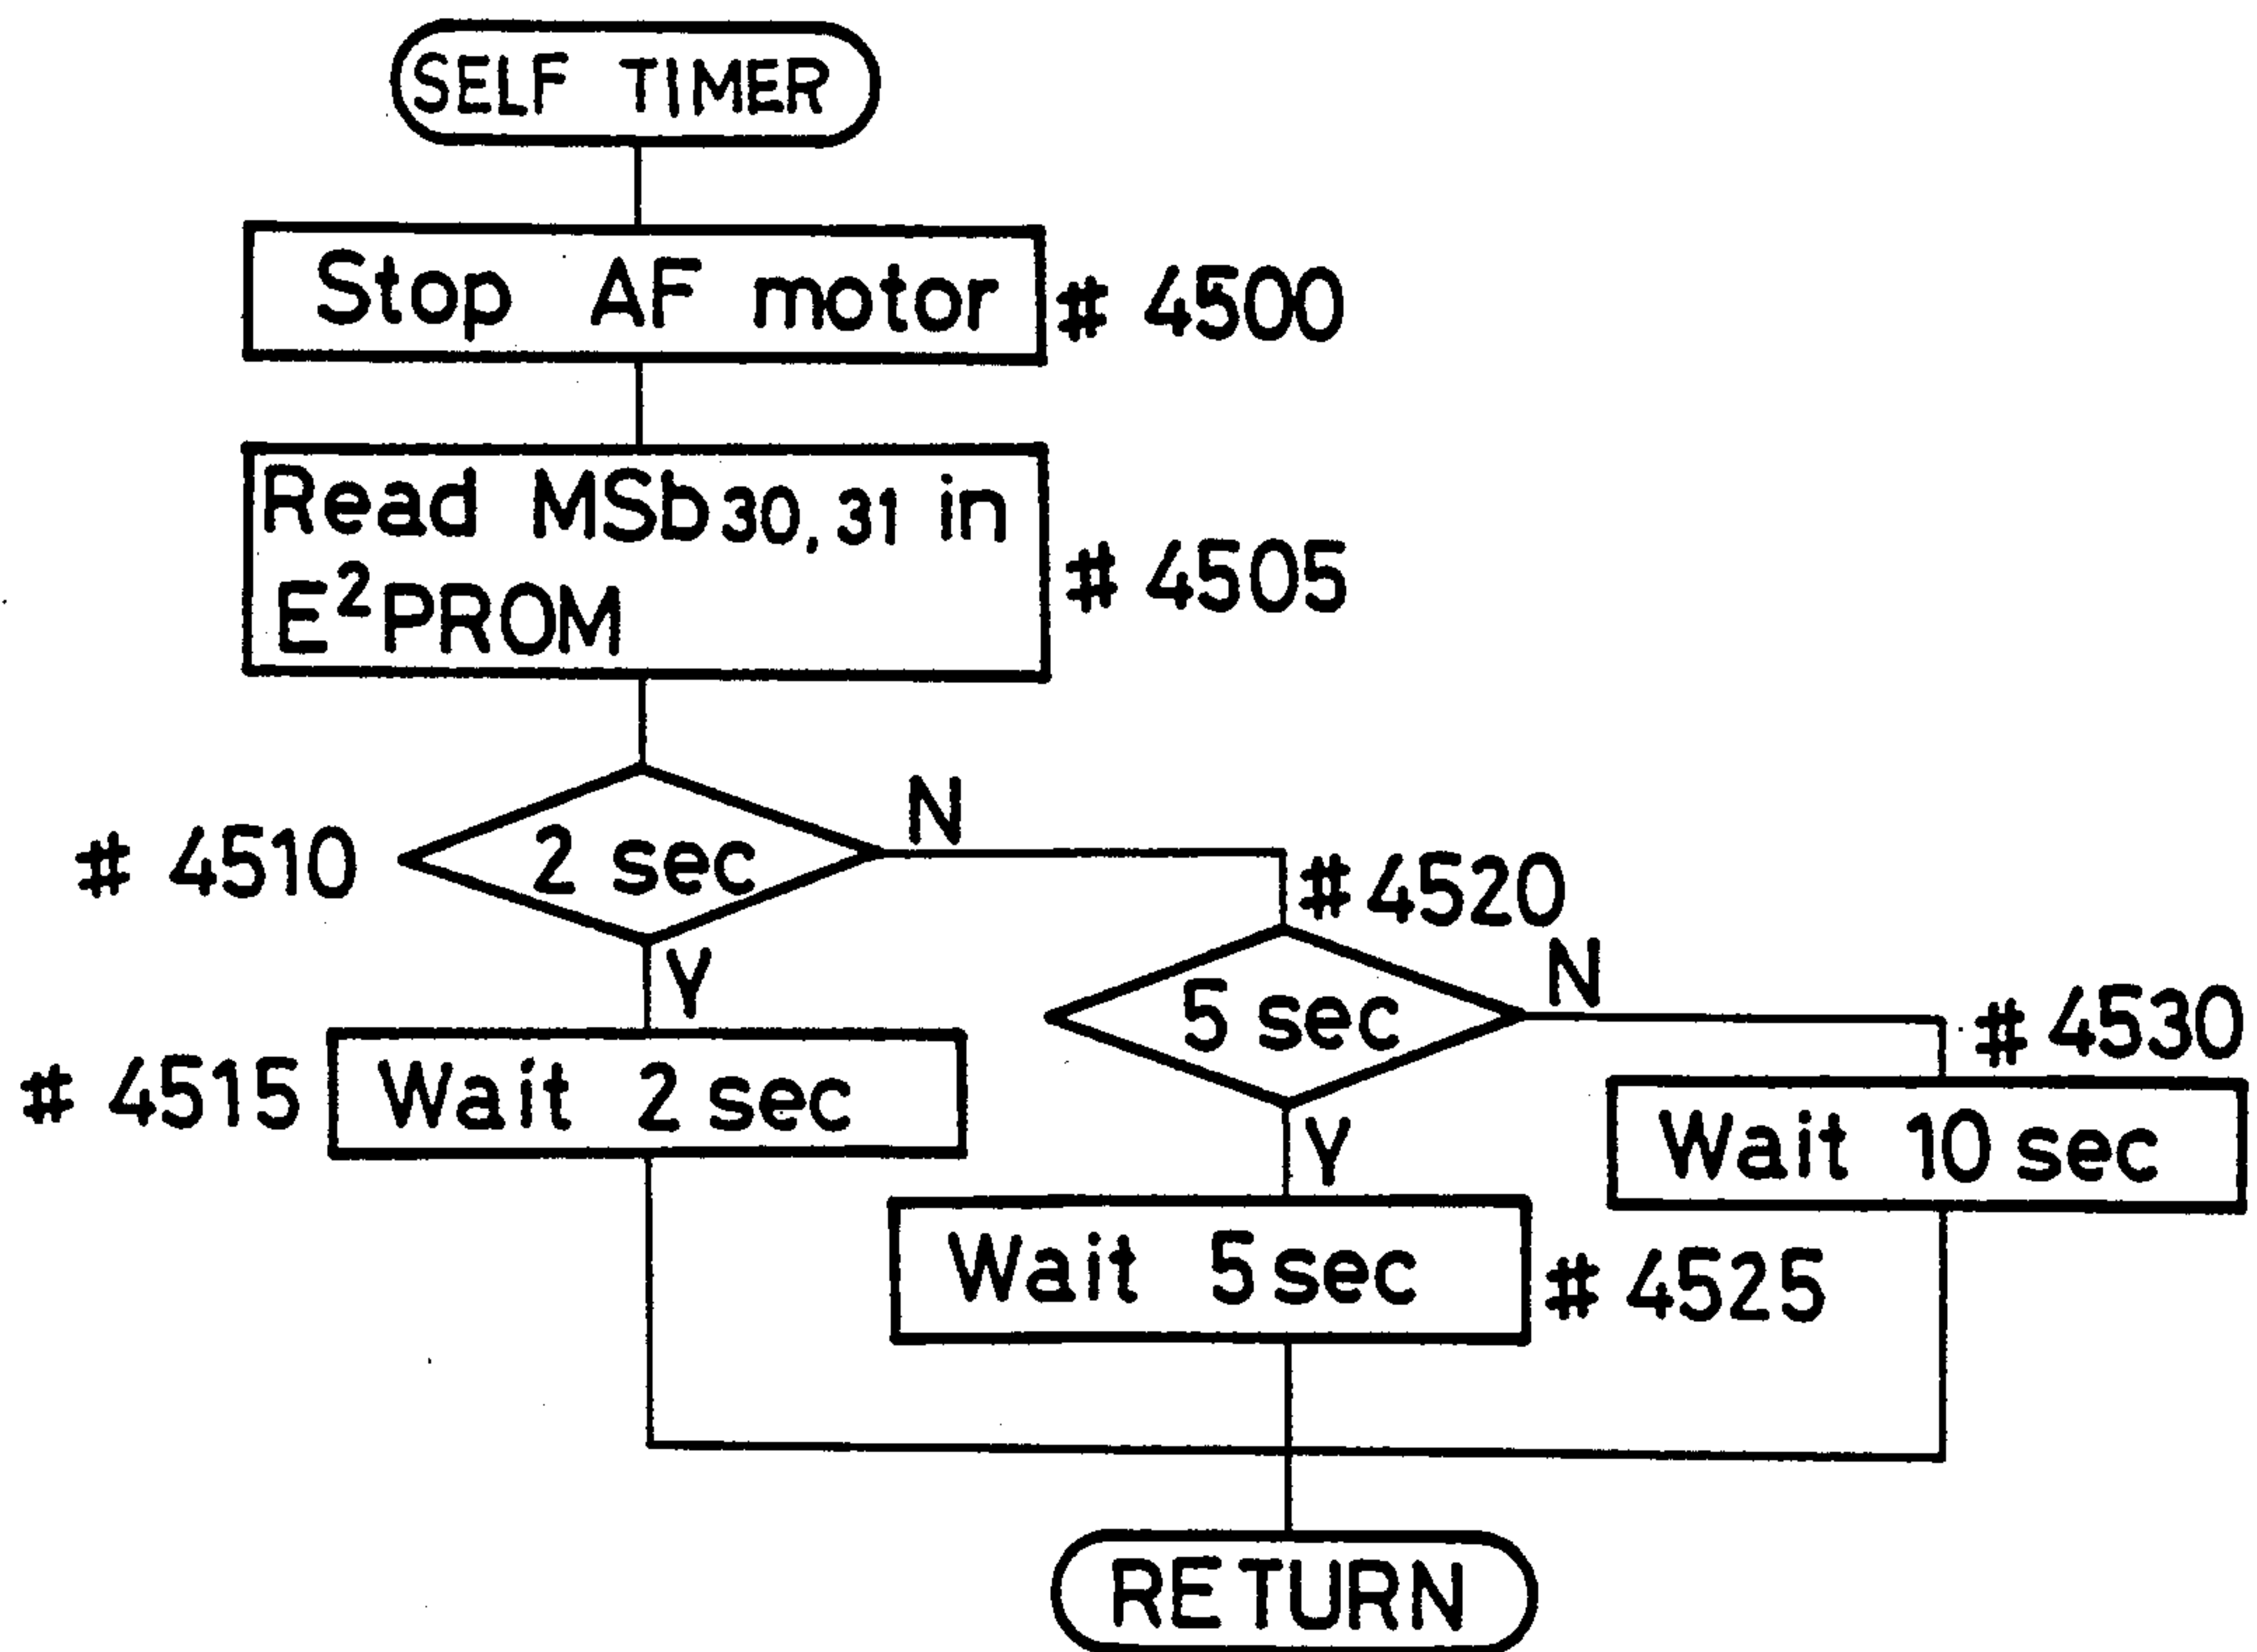 SELF TIMER
Stop AF motor
# 4500
Read MSb30,31 in
E²PROM
# 4505
# 4510
2 sec
N
Y
# 4520
5 sec
N
Y
# 4530
# 4515
Wait 2 sec
Wait 10 sec
Wait 5 sec
# 4525
RETURN